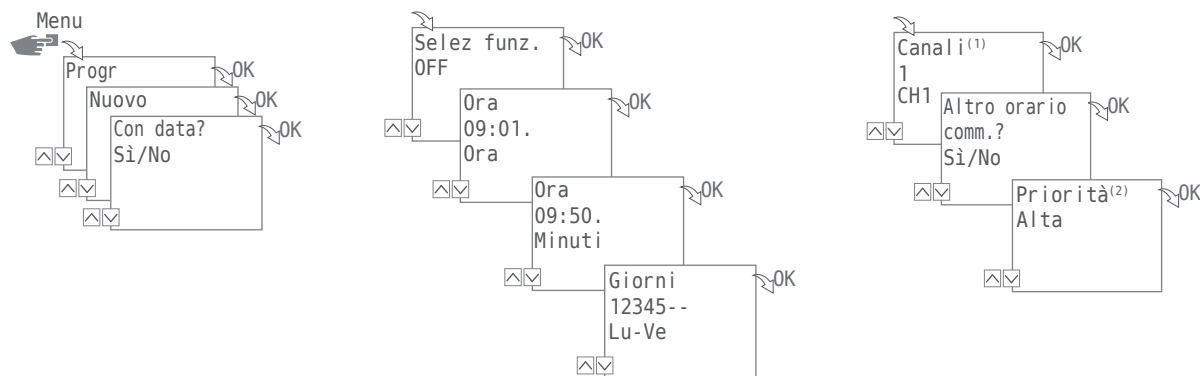 Menu
Progr
OK
Nuovo
OK
Con data?
Sì/No
OK
Selez funz.
OFF
OK
Ora
09:01.
Ora
OK
Ora
09:50.
Minuti
OK
Giorni
12345--
Lu-Ve
OK
Canali(1)
1
CH1
OK
Altro orario
comm.?
Sì/No
OK
Priorità(2)
Alta
OK